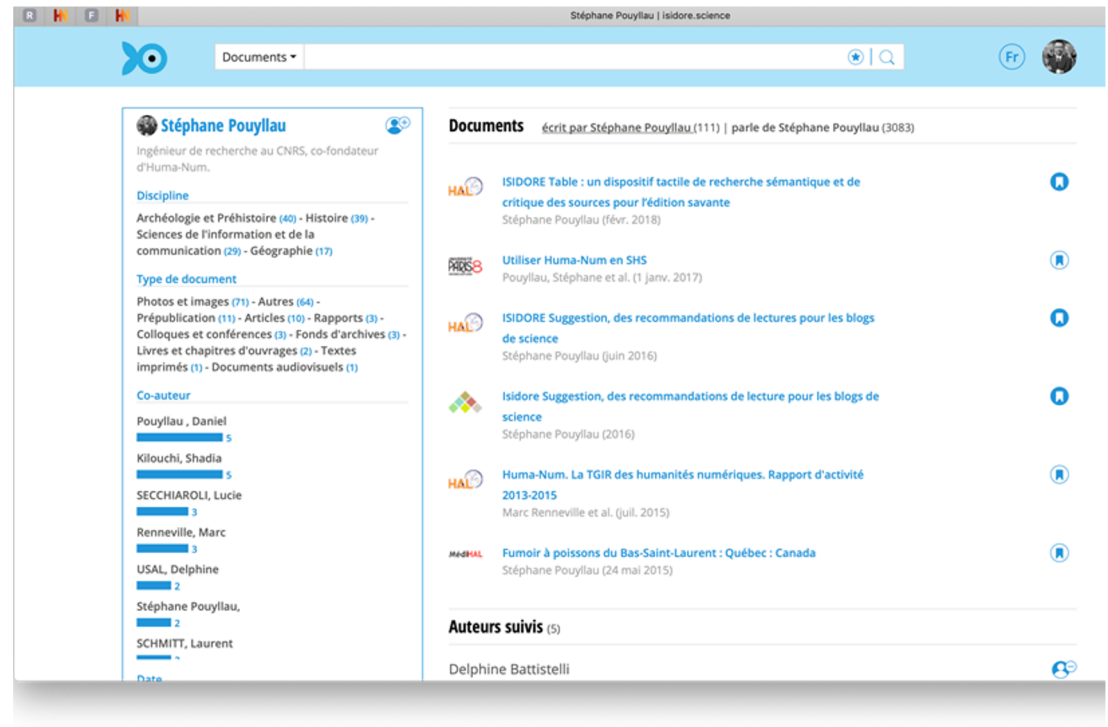 R F
Stéphane Pouyllau | isidore.science
Documents
Fr
Stéphane Pouyllau
Ingénieur de recherche au CNRS, co-fondateur
d'Huma-Num.
Discipline
Archéologie et Préhistoire (40) - Histoire (39) -
Sciences de l'information et de la
communication (29) - Géographie (17)
Type de document
Photos et images (71) - Autres (64) -
Prépublication (11) - Articles (10) - Rapports (3) -
Colloques et conférences (3) - Fonds d'archives (3) -
Livres et chapitres d'ouvrages (2) - Textes
imprimés (1) - Documents audiovisuels (1)
Co-auteur
Pouyllau , Daniel
5
Kilouchi, Shadia
5
SECCHIAROLI, Lucie
3
Renneville, Marc
3
USAL, Delphine
2
Stéphane Pouyllau,
2
SCHMITT, Laurent
Date
Documents écrit par Stéphane Pouyllau (111) | parle de Stéphane Pouyllau (3083)
HAL
ISIDORE Table : un dispositif tactile de recherche sémantique et de
critique des sources pour l'édition savante
Stéphane Pouyllau (févr. 2018)
PARIS8
Utiliser Huma-Num en SHS
Pouyllau, Stéphane et al. (1 janv. 2017)
HAL
ISIDORE Suggestion, des recommandations de lectures pour les blogs
de science
Stéphane Pouyllau (juin 2016)
Isidore Suggestion, des recommandations de lecture pour les blogs de
science
Stéphane Pouyllau (2016)
HAL
Huma-Num. La TGIR des humanités numériques. Rapport d'activité
2013-2015
Marc Renneville et al. (juil. 2015)
MédiHAL
Fumoir à poissons du Bas-Saint-Laurent : Québec : Canada
Stéphane Pouyllau (24 mai 2015)
Auteurs suivis (5)
Delphine Battistelli